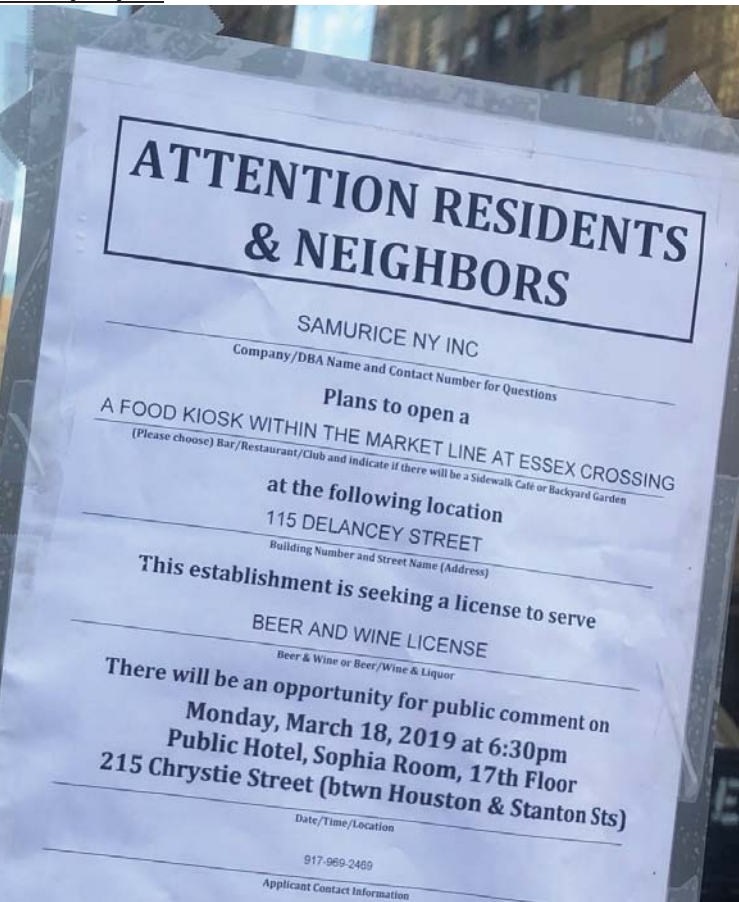 ATTENTION RESIDENTS
& NEIGHBORS
SAMURICE NY INC
Company/DBA Name and Contact Number for Questions
Plans to open a
A FOOD KIOSK WITHIN THE MARKET LINE AT ESSEX CROSSING
(Please choose) Bar/Restaurant/Club and indicate if there will be a Sidewalk Café or Backyard Garden
at the following location
115 DELANCEY STREET
Building Number and Street Name (Address)
This establishment is seeking a license to serve
BEER AND WINE LICENSE
Beer & Wine or Beer/Wine & Liquor
There will be an opportunity for public comment on
Monday, March 18, 2019 at 6:30pm
Public Hotel, Sophia Room, 17th Floor
215 Chrystie Street (btwn Houston & Stanton Sts)
Date/Time/Location
917-969-2469
Applicant Contact Information